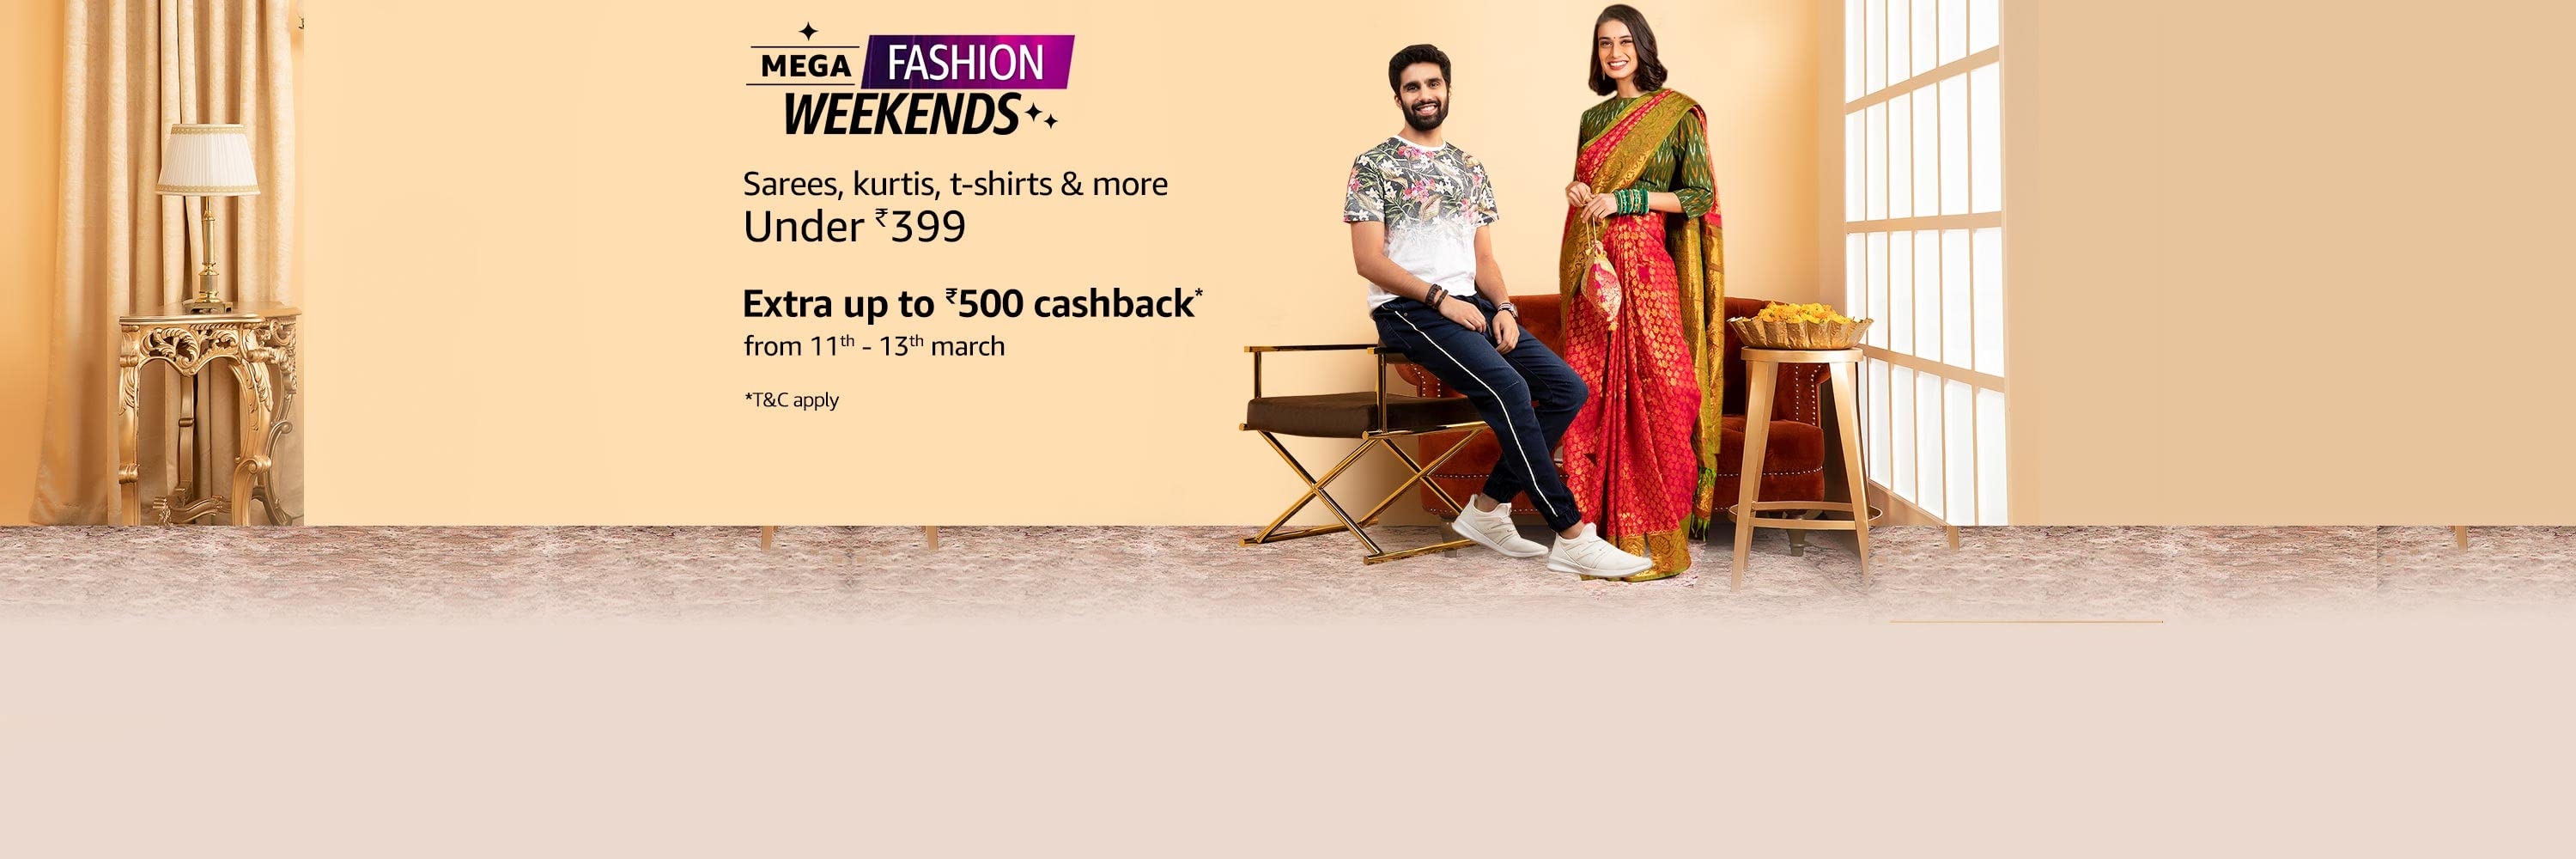 MEGA FASHION
WEEKENDS
Sarees, kurtis, t-shirts & more
Under ₹399
Extra up to ₹500 cashback*
from 11th - 13th march
*T&C apply